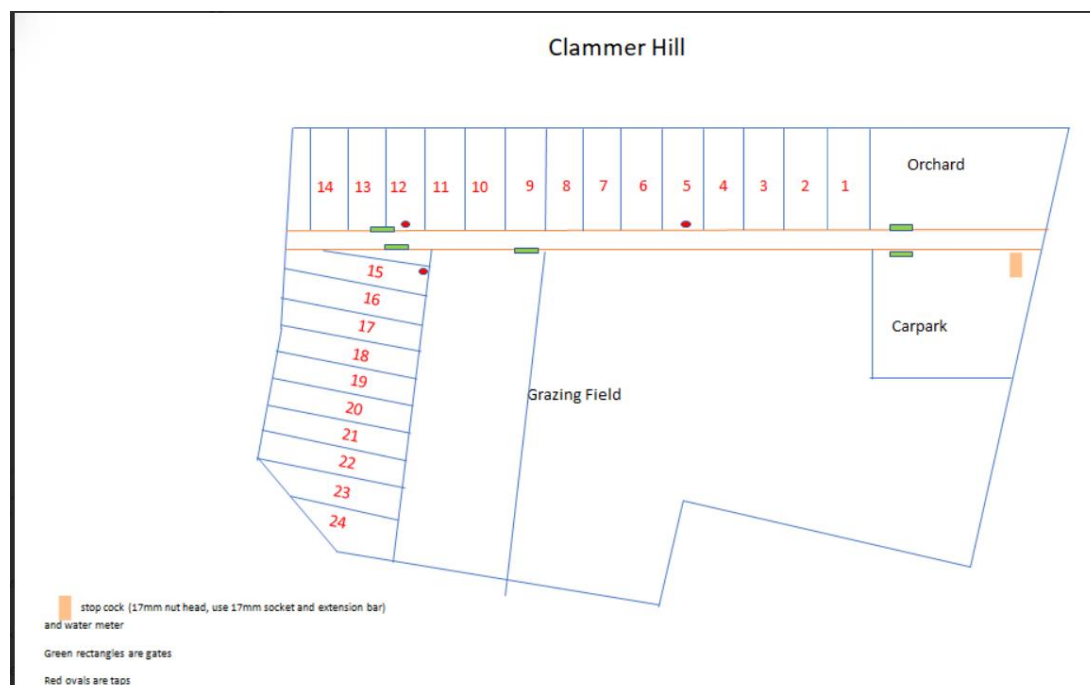 Clammer Hill
Orchard
14 13 12 11 10 9 8 7 6 5 4 3 2 1
15
16
17
18
19
20
21
22
23
24
Carpark
Grazing Field
stop cock (17mm nut head, use 17mm socket and extension bar)
and water meter
Green rectangles are gates
Red ovals are taps